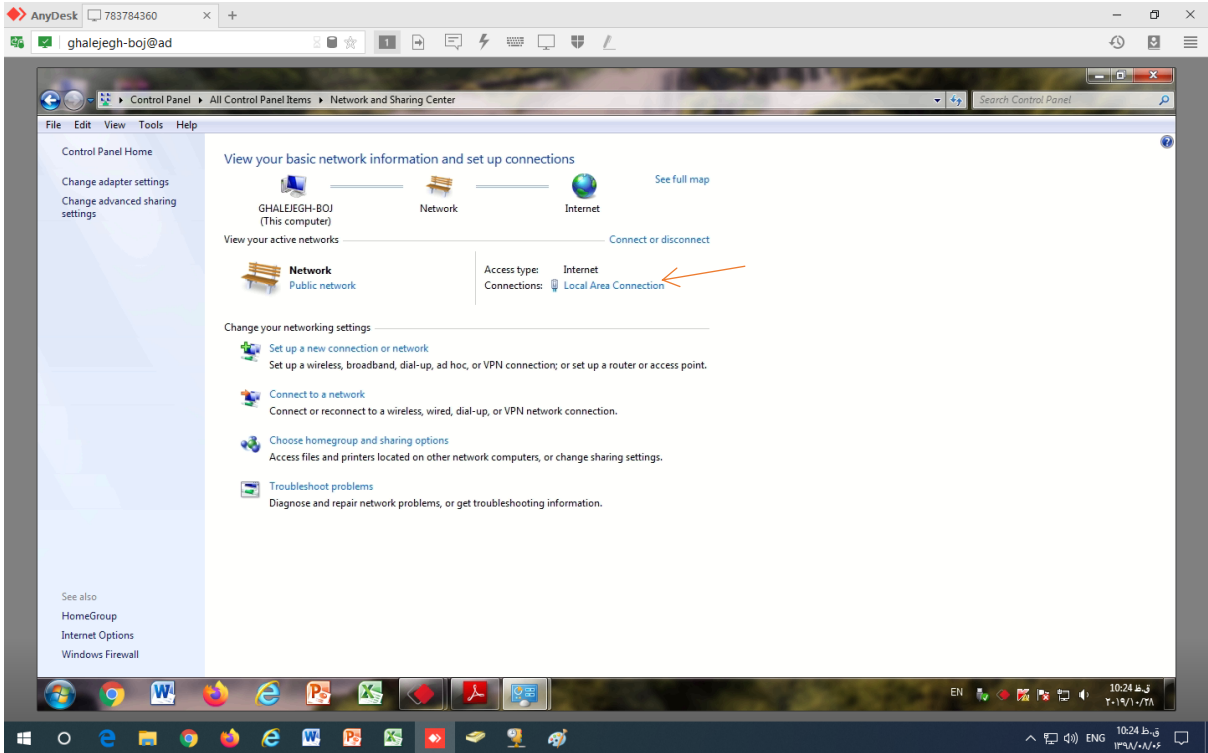 AnyDesk 783784360
ghalejegh-boj@ad
1
Control Panel All Control Panel Items Network and Sharing Center
Search Control Panel
File Edit View Tools Help
Control Panel Home
Change adapter settings
Change advanced sharing
settings
View your basic network information and set up connections
See full map
GHALEJEGH-BOJ
(This computer)
Network
Internet
View your active networks
Connect or disconnect
Network
Public network
Access type: Internet
Connections: Local Area Connection
Change your networking settings
Set up a new connection or network
Set up a wireless, broadband, dial-up, ad hoc, or VPN connection; or set up a router or access point.
Connect to a network
Connect or reconnect to a wireless, wired, dial-up, or VPN network connection.
Choose homegroup and sharing options
Access files and printers located on other network computers, or change sharing settings.
Troubleshoot problems
Diagnose and repair network problems, or get troubleshooting information.
See also
HomeGroup
Internet Options
Windows Firewall
EN
10:24 ق.ظ
۲۰۱۹/۱۰/۲۸
ENG
10:24 ق.ظ
۱۳۹۸/۰۸/۰۶